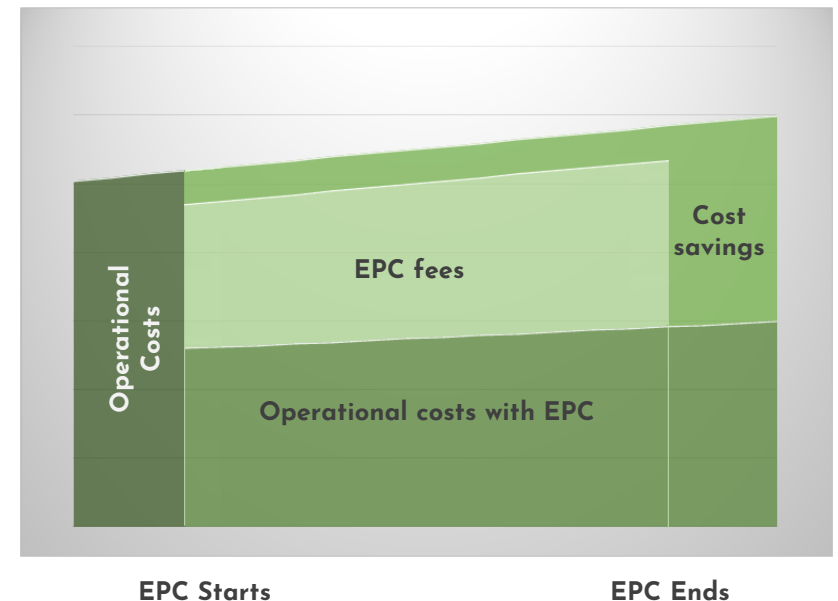 Operational
Costs
EPC fees
Cost
savings
Operational costs with EPC
EPC Starts
EPC Ends